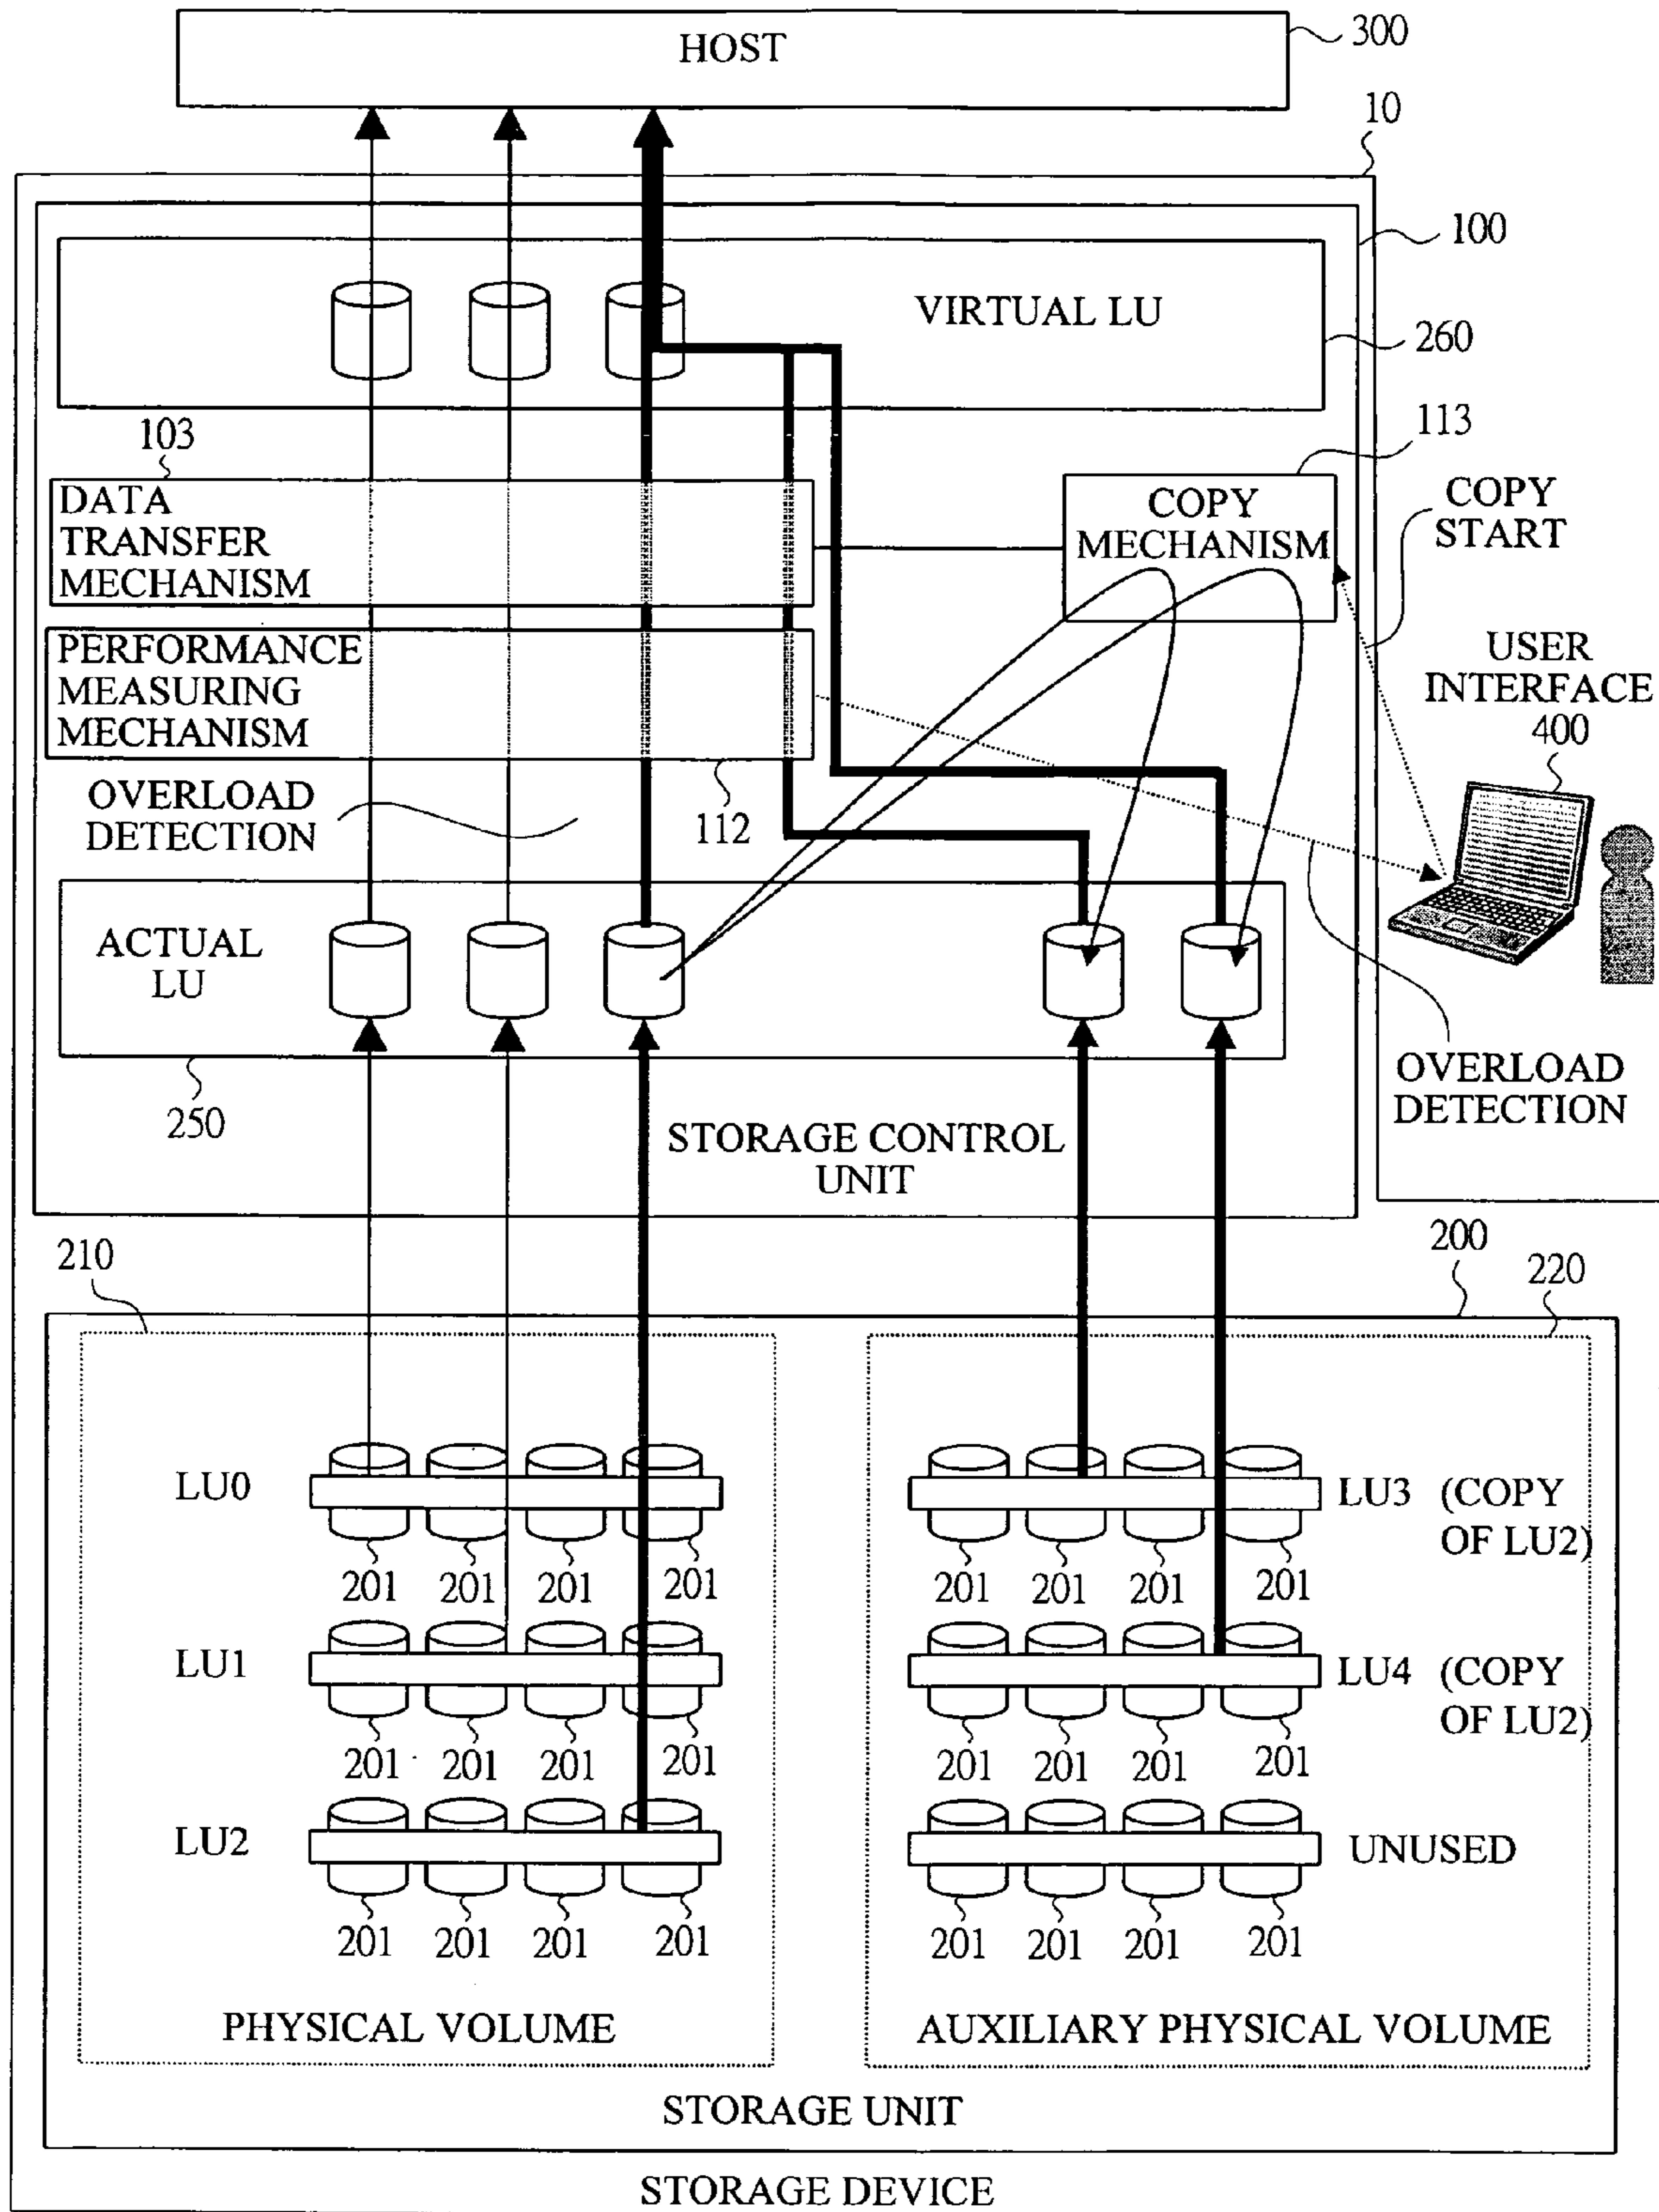 HOST
300
10
100
VIRTUAL LU
260
103
113
DATA
TRANSFER
MECHANISM
COPY
MECHANISM
COPY
START
PERFORMANCE
MEASURING
MECHANISM
USER
INTERFACE
400
OVERLOAD
DETECTION
112
ACTUAL
LU
250
OVERLOAD
DETECTION
STORAGE CONTROL
UNIT
210
200
220
LU0
LU3 (COPY
OF LU2)
201 201 201 201 201 201 201 201
LU1
LU4 (COPY
OF LU2)
201 201 201 201 201 201 201 201
LU2
UNUSED
201 201 201 201 201 201 201 201
PHYSICAL VOLUME
AUXILIARY PHYSICAL VOLUME
STORAGE UNIT
STORAGE DEVICE